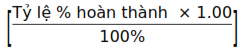 [Tỷ lệ % hoàn thành × 1.00
100%]